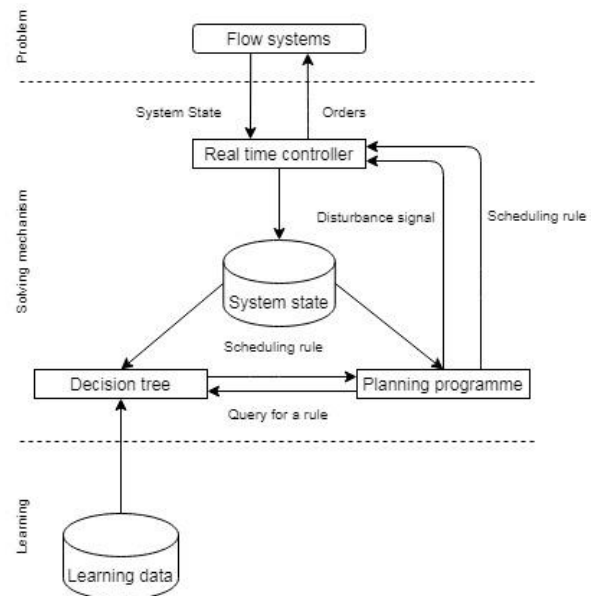 Problem
Flow systems
System State
Orders
Real time controller
Solving mechanism
Disturbance signal
Scheduling rule
System state
Scheduling rule
Decision tree
Planning programme
Query for a rule
Learning
Learning data